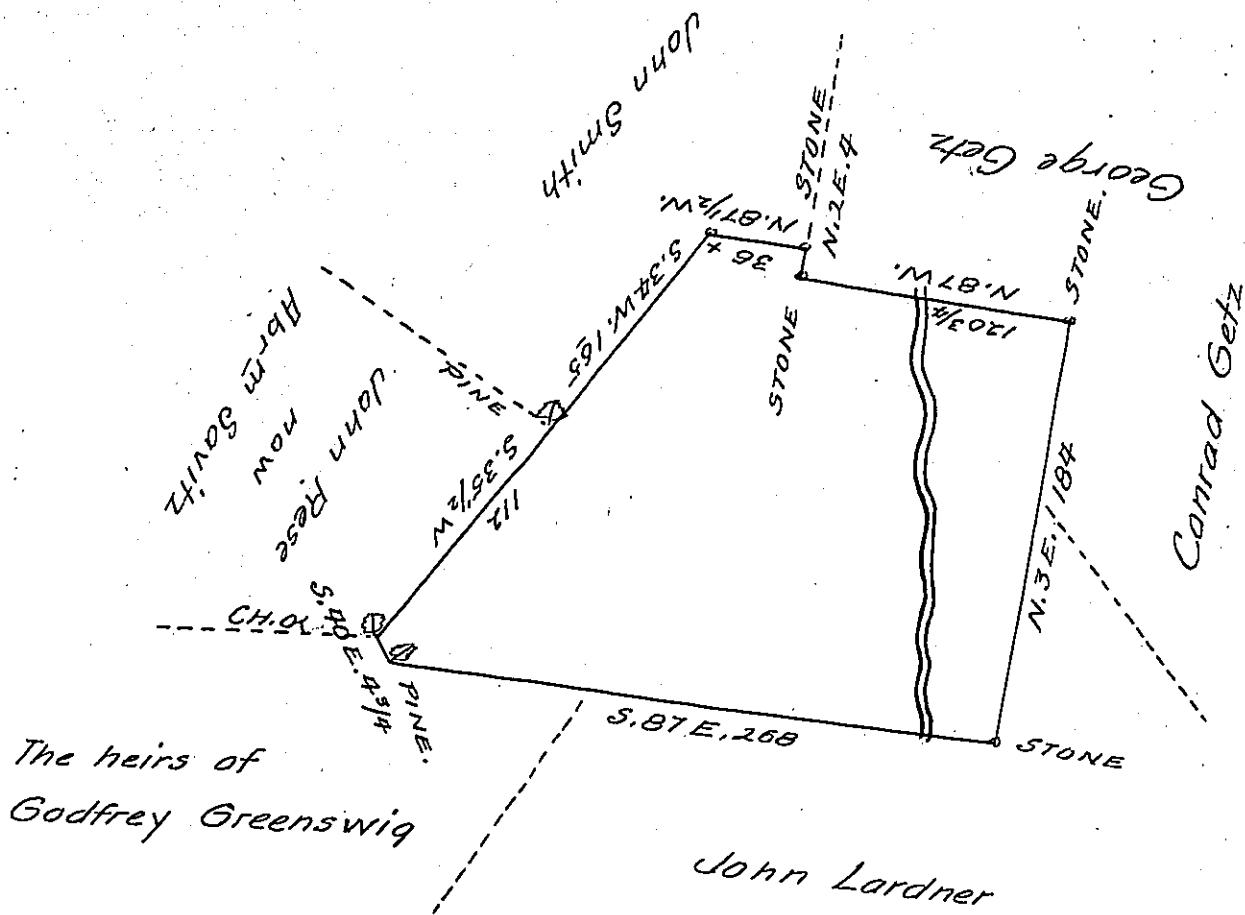 John Smith
STONE
N.2E.4
George Getz
STONE.
N.87½W.
36
N.87W.
120¾
STONE
S.34W.165
PINE
Abrm Savitz
now
John Rese
S.35½W
112
Conrad Getz
N.3E.184
CH.O
S.40E.4¾
PINE.
S.87E.268
STONE
The heirs of
Godfrey Greenswig
John Lardner